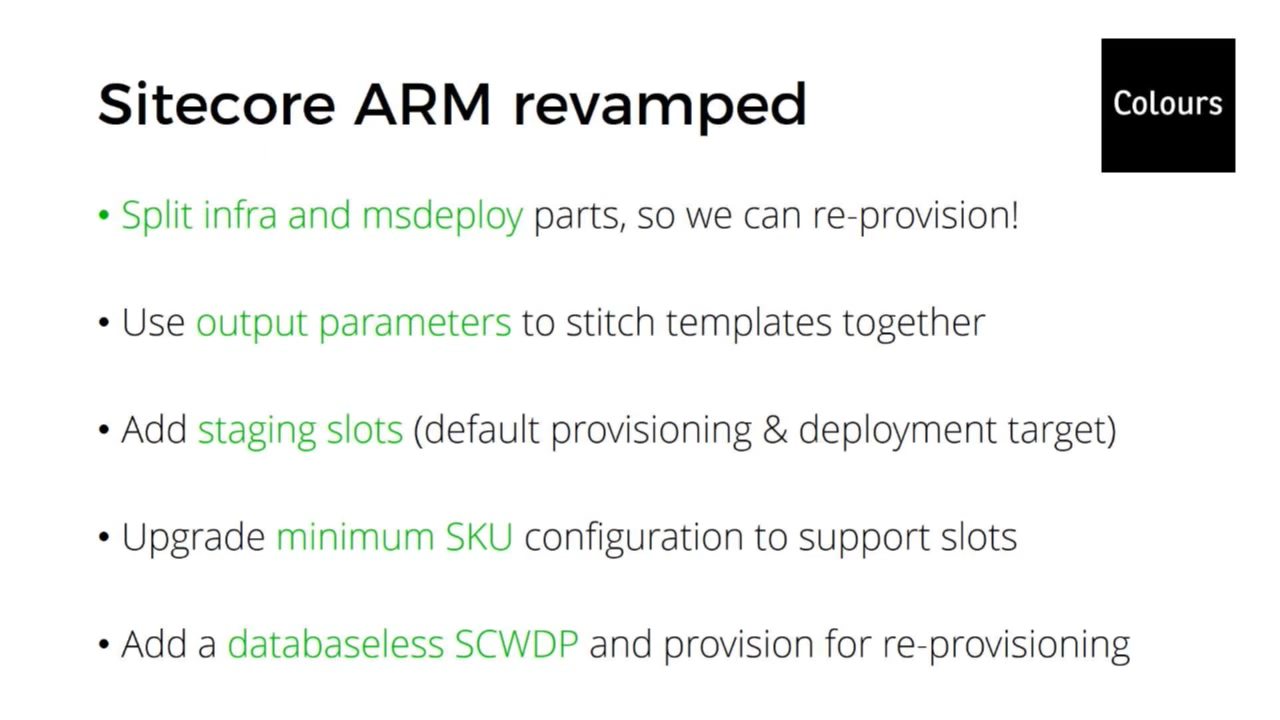 Sitecore ARM revamped
Colours
• Split infra and msdeploy parts, so we can re-provision!
• Use output parameters to stitch templates together
• Add staging slots (default provisioning & deployment target)
• Upgrade minimum SKU configuration to support slots
• Add a databaseless SCWDP and provision for re-provisioning